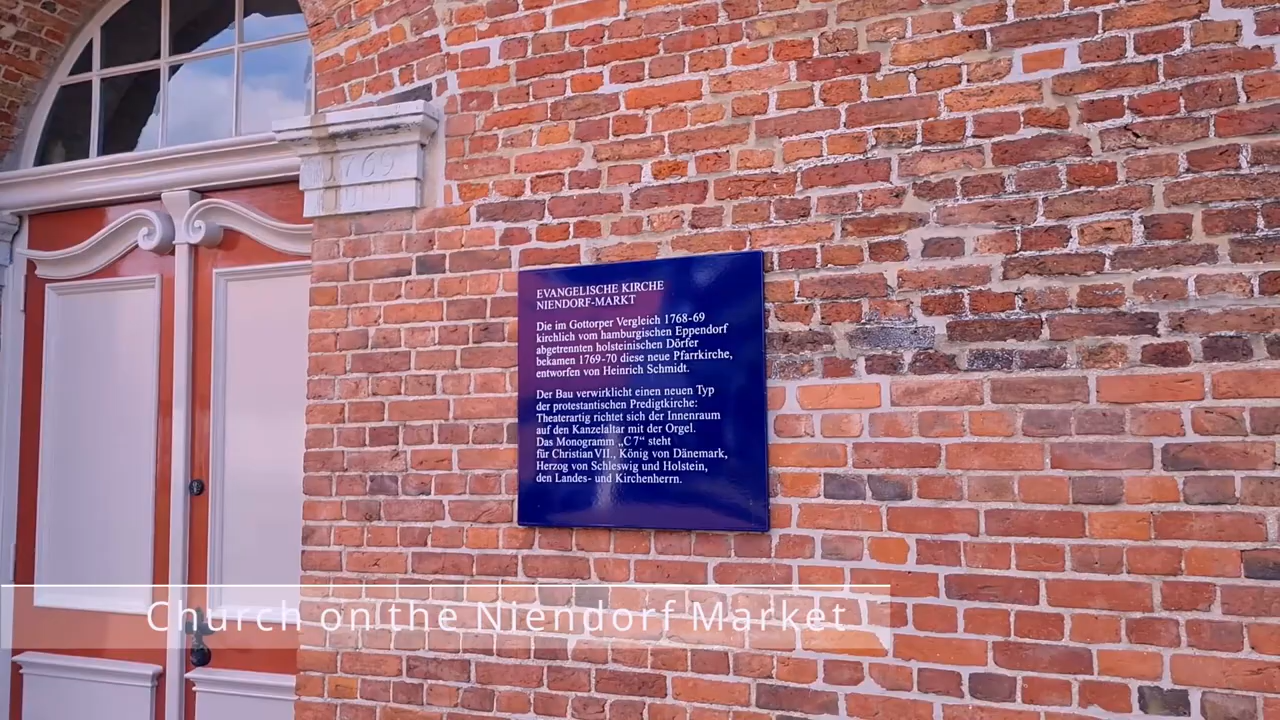 1769
EVANGELISCHE KIRCHE
NIENDORF-MARKT
Die im Gottorper Vergleich 1768-69
kirchlich vom hamburgischen Eppendorf
abgetrennten holsteinischen Dörfer
bekamen 1769-70 diese neue Pfarrkirche,
entworfen von Heinrich Schmidt.
Der Bau verwirklicht einen neuen Typ
der protestantischen Predigtkirche:
Theaterartig richtet sich der Innenraum
auf den Kanzelaltar mit der Orgel.
Das Monogramm „C7“ steht
für Christian VII., König von Dänemark,
Herzog von Schleswig und Holstein,
den Landes- und Kirchenherrn.
Church on the Niendorf Market